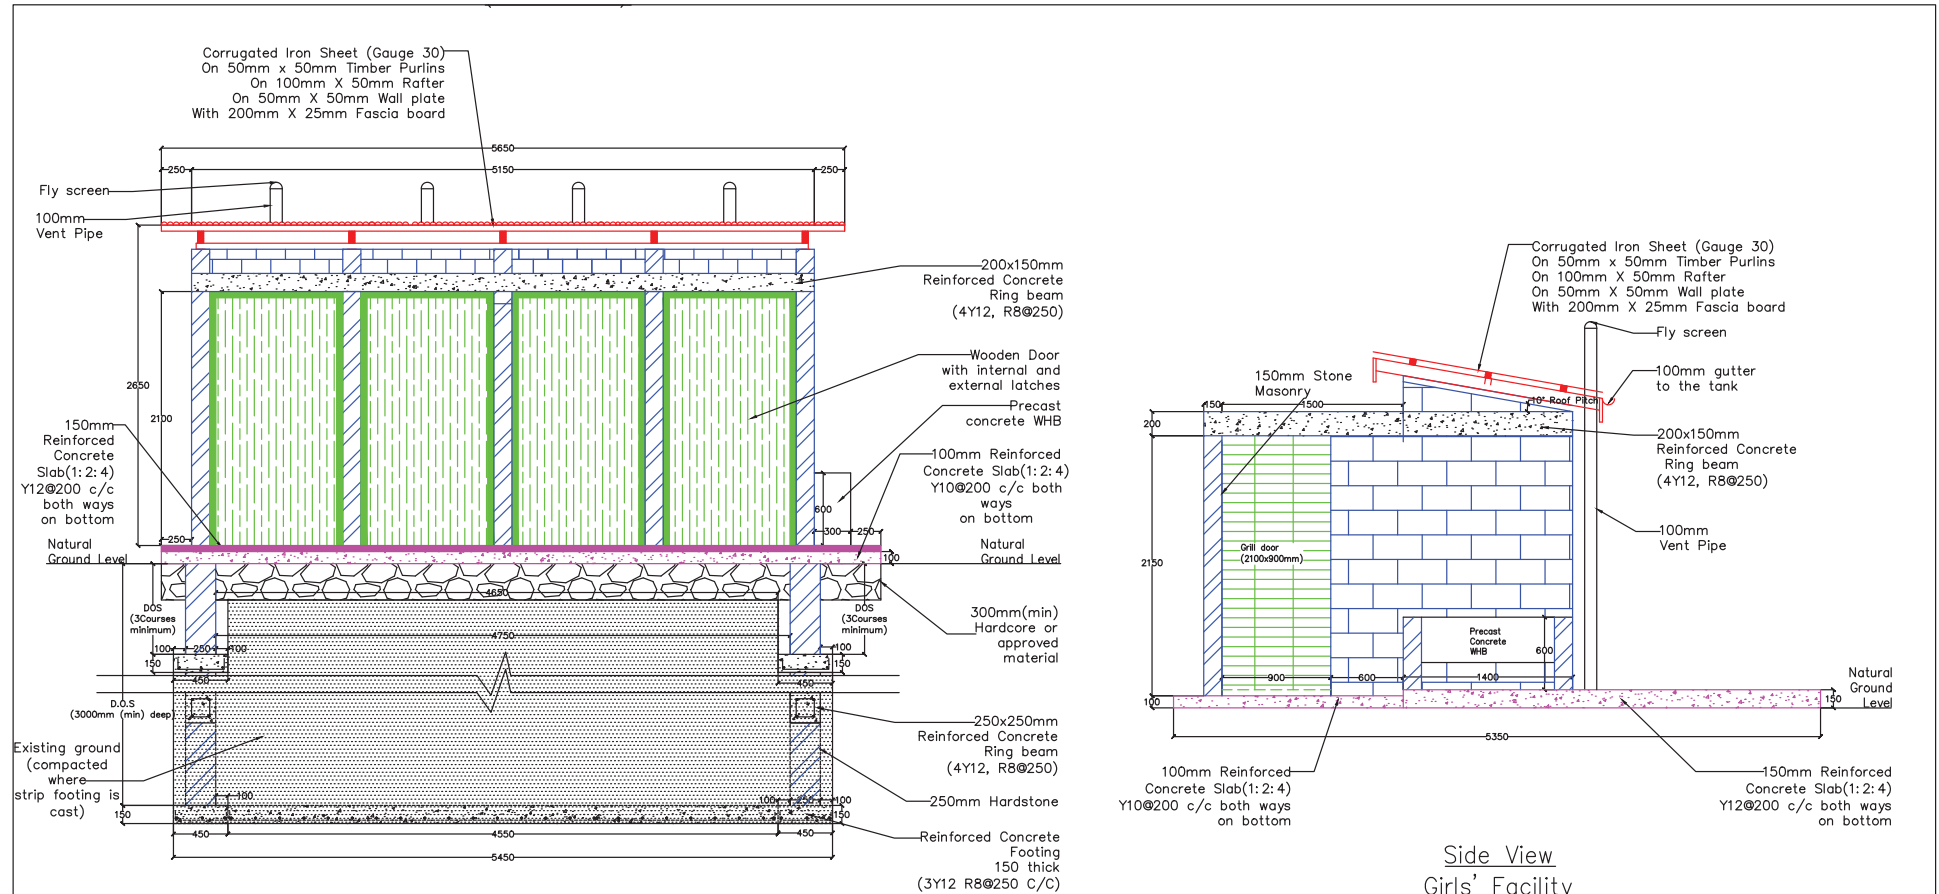 Corrugated Iron Sheet (Gauge 30)
On 50mm x 50mm Timber Purlins
On 100mm X 50mm Rafter
On 50mm X 50mm Wall plate
With 200mm X 25mm Fascia board
5650
250
5150
250
Fly screen
100mm
Vent Pipe
200x150mm
Reinforced Concrete
Ring beam
(4Y12, R8@250)
Wooden Door
with internal and
external latches
Precast
concrete WHB
2650
2100
150mm
Reinforced
Concrete
Slab(1:2:4)
Y12@200 c/c
both ways
on bottom
100mm Reinforced
Concrete Slab(1:2:4)
Y10@200 c/c both
ways
on bottom
600
300
250
250
Natural
Ground Level
Natural
Ground Level
100
4650
DOS
(3Courses
minimum)
DOS
(3Courses
minimum)
300mm(min)
Hardcore or
approved
material
4750
100
250
100
100
150
150
450
450
D.O.S
(3000mm (min) deep)
250x250mm
Reinforced Concrete
Ring beam
(4Y12, R8@250)
Existing ground
(compacted
where
strip footing is
cast)
250mm Hardstone
100
100
250
100
150
150
450
4550
450
5450
Reinforced Concrete
Footing
150 thick
(3Y12 R8@250 C/C)
Corrugated Iron Sheet (Gauge 30)
On 50mm x 50mm Timber Purlins
On 100mm X 50mm Rafter
On 50mm X 50mm Wall plate
With 200mm X 25mm Fascia board
Fly screen
100mm gutter
to the tank
150mm Stone
Masonry
150
1500
10° Roof Pitch
200
200x150mm
Reinforced Concrete
Ring beam
(4Y12, R8@250)
100mm
Vent Pipe
Grill door
(2100x900mm)
2150
Precast
Concrete
WHB
600
900
600
1400
Natural
Ground
Level
100
150
5350
100mm Reinforced
Concrete Slab(1:2:4)
Y10@200 c/c both ways
on bottom
150mm Reinforced
Concrete Slab(1:2:4)
Y12@200 c/c both ways
on bottom
Side View
Girls' Facility